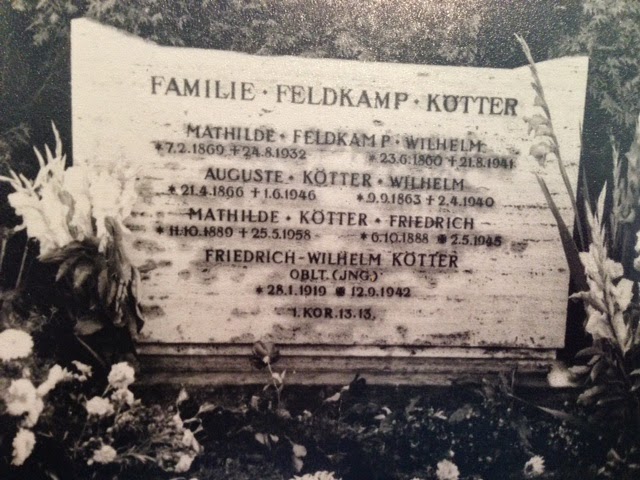 FAMILIE · FELDKAMP · KÖTTER
MATHILDE · FELDKAMP · WILHELM
*7.2.1869 +24.8.1932 *23.6.1860 +21.8.1941
AUGUSTE · KÖTTER · WILHELM
*21.4.1866 +1.6.1946 *9.9.1863 +2.4.1940
MATHILDE · KÖTTER · FRIEDRICH
*11.10.1889 +25.5.1958 *6.10.1888 ✠ 2.5.1945
FRIEDRICH-WILHELM KÖTTER
OBLT. (JNG.)
*28.1.1919 ✠ 12.9.1942
1. KOR. 13.13.